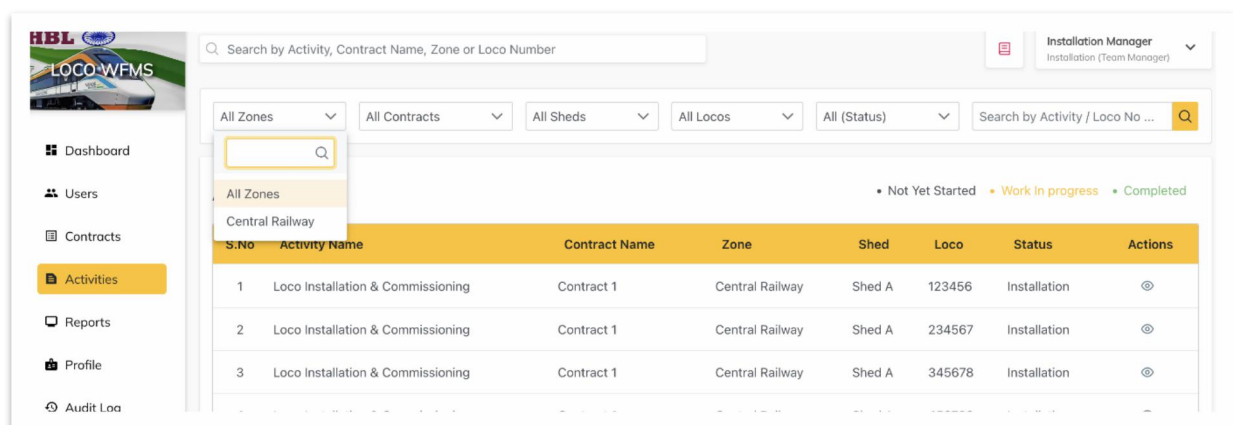 HBL
LOCO WFMS
Search by Activity, Contract Name, Zone or Loco Number
Installation Manager
Installation (Team Manager)
All Zones
All Contracts
All Sheds
All Locos
All (Status)
Search by Activity / Loco No ...
All Zones
Central Railway
Dashboard
Users
Contracts
Activities
Reports
Profile
Audit Log
• Not Yet Started • Work In progress • Completed
S.No Activity Name Contract Name Zone Shed Loco Status Actions
1 Loco Installation & Commissioning Contract 1 Central Railway Shed A 123456 Installation
2 Loco Installation & Commissioning Contract 1 Central Railway Shed A 234567 Installation
3 Loco Installation & Commissioning Contract 1 Central Railway Shed A 345678 Installation